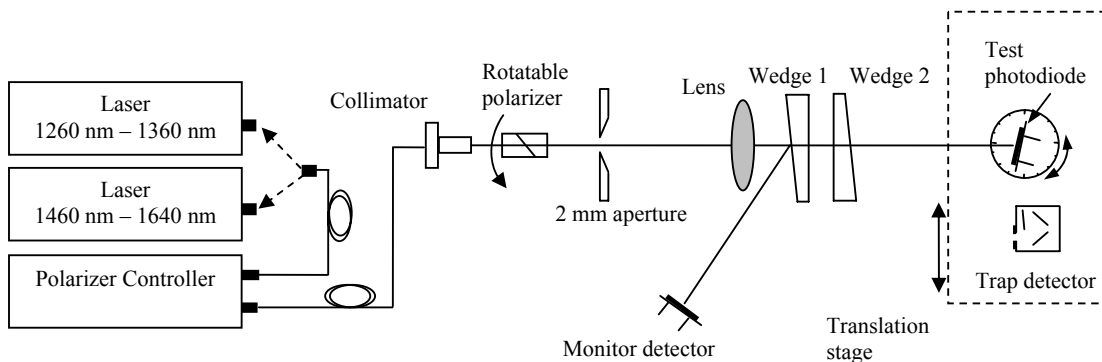 Laser
1260 nm – 1360 nm
Laser
1460 nm – 1640 nm
Polarizer Controller
Collimator
Rotatable
polarizer
2 mm aperture
Lens
Wedge 1
Wedge 2
Monitor detector
Translation
stage
Test
photodiode
Trap detector